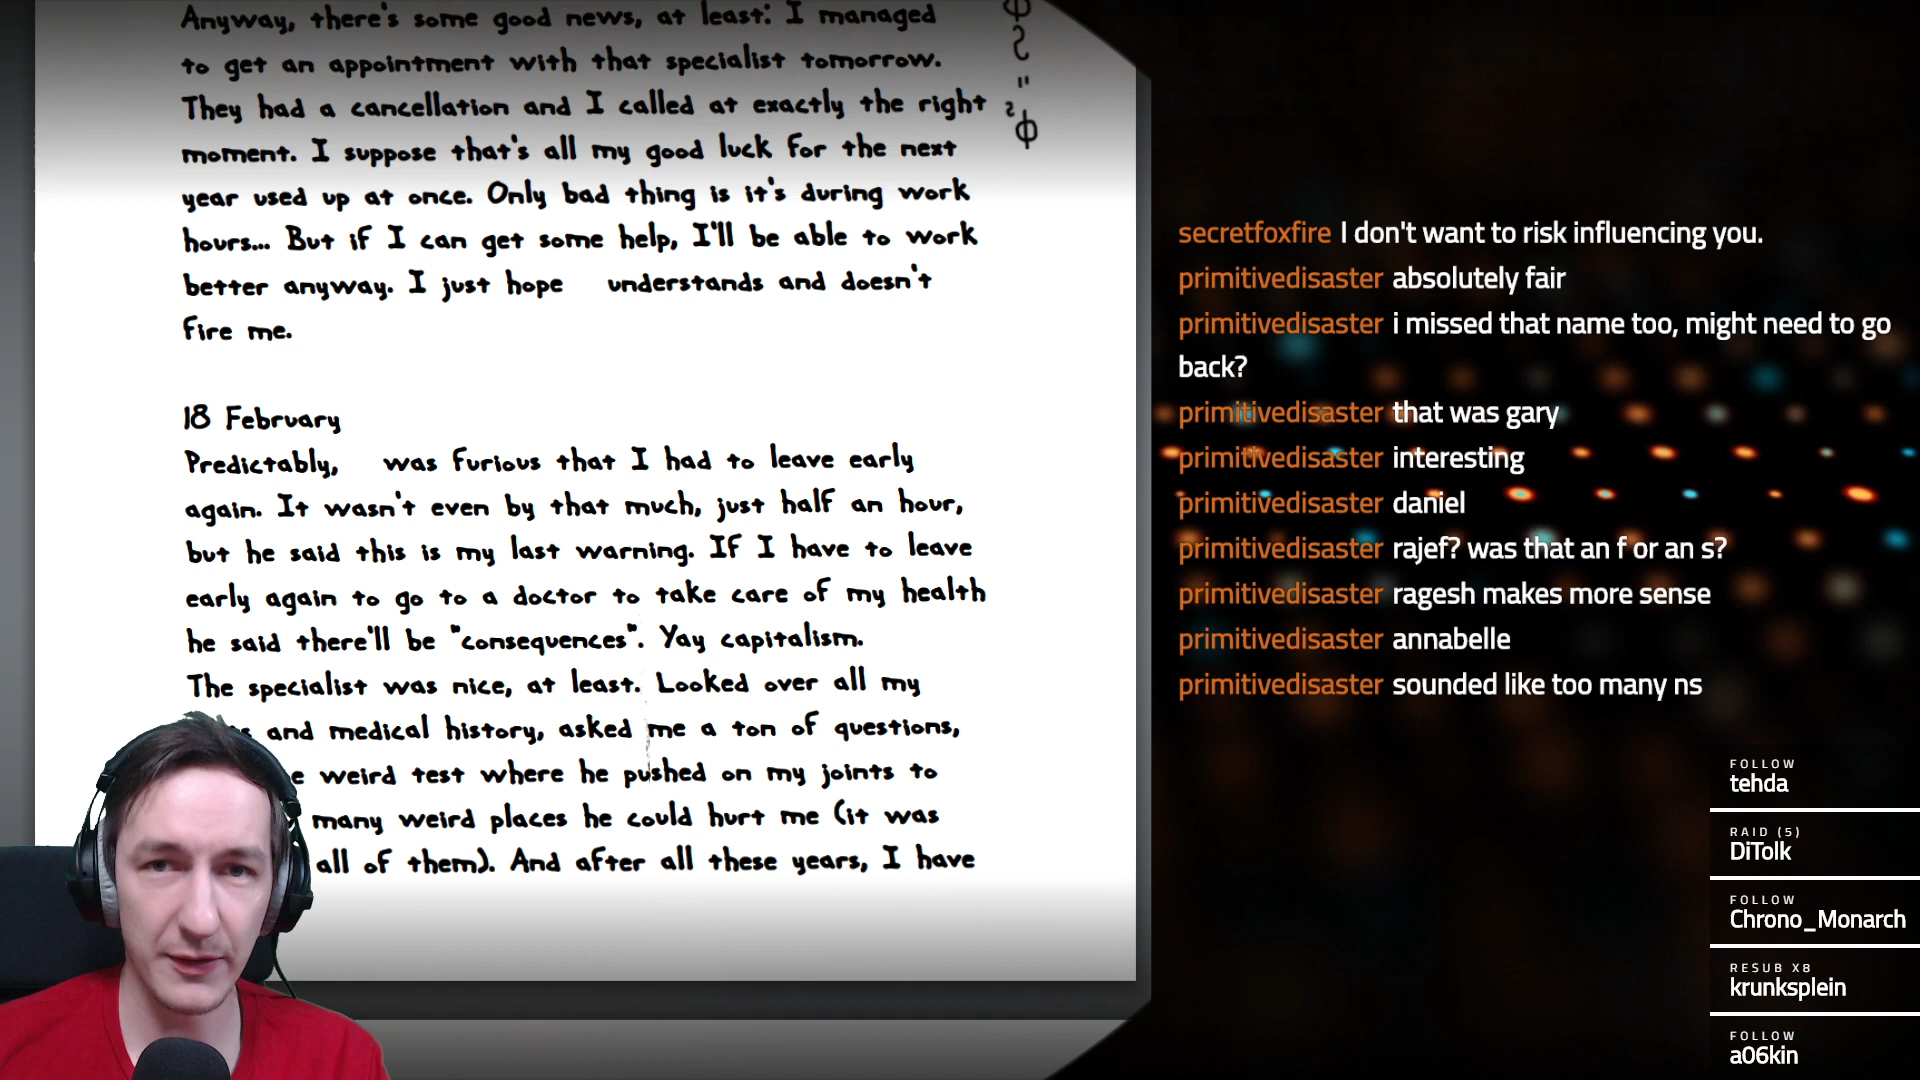 Anyway, there's some good news, at least: I managed
to get an appointment with that specialist tomorrow.
They had a cancellation and I called at exactly the right
moment. I suppose that's all my good luck for the next
year used up at once. Only bad thing is it's during work
hours... But if I can get some help, I'll be able to work
better anyway. I just hope understands and doesn't
fire me.
18 February
Predictably, was furious that I had to leave early
again. It wasn't even by that much, just half an hour,
but he said this is my last warning. If I have to leave
early again to go to a doctor to take care of my health
he said there'll be "consequences". Yay capitalism.
The specialist was nice, at least. Looked over all my
and medical history, asked me a ton of questions,
weird test where he pushed on my joints to
many weird places he could hurt me (it was
all of them). And after all these years, I have
secretfoxfire I don't want to risk influencing you.
primitivedisaster absolutely fair
primitivedisaster i missed that name too, might need to go
back?
primitivedisaster that was gary
primitivedisaster interesting
primitivedisaster daniel
primitivedisaster rajef? was that an f or an s?
primitivedisaster ragesh makes more sense
primitivedisaster annabelle
primitivedisaster sounded like too many ns
FOLLOW
tehda
RAID (5)
DiTolk
FOLLOW
Chrono_Monarch
RESUB X8
krunksplein
FOLLOW
a06kin